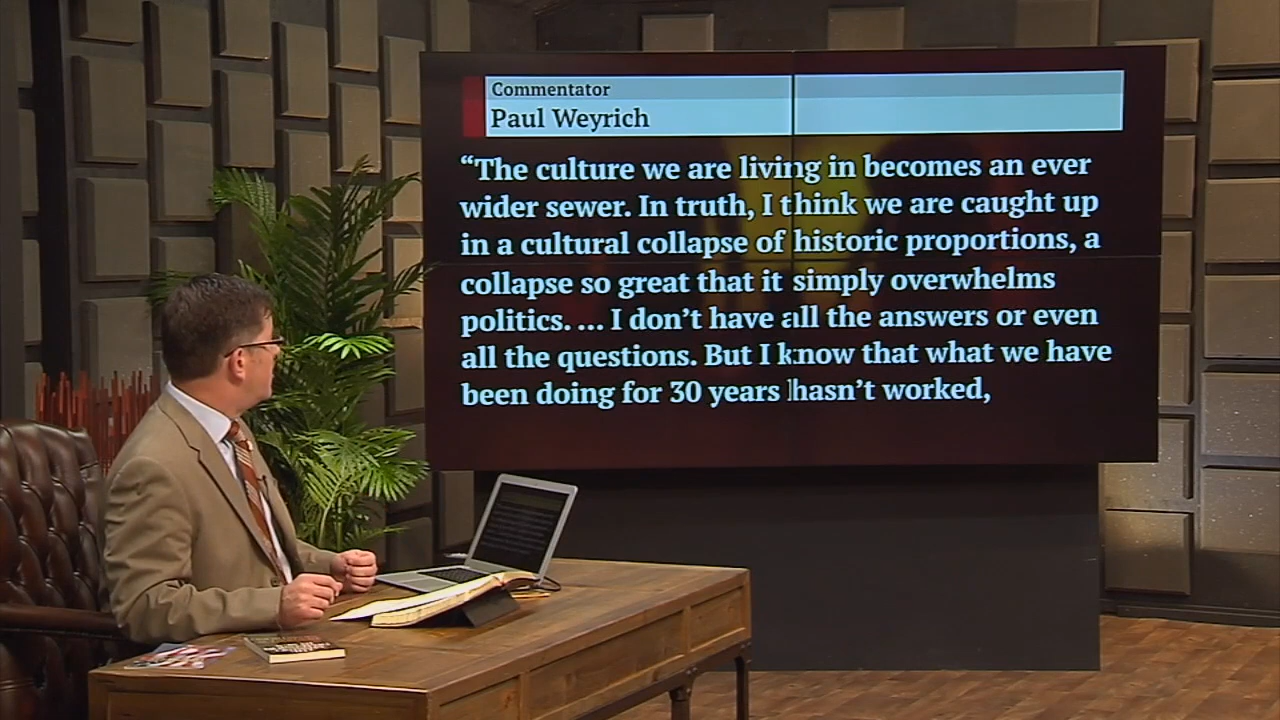 Commentator
Paul Weyrich
“The culture we are living in becomes an ever
wider sewer. In truth, I think we are caught up
in a cultural collapse of historic proportions, a
collapse so great that it simply overwhelms
politics. ... I don’t have all the answers or even
all the questions. But I know that what we have
been doing for 30 years hasn’t worked,